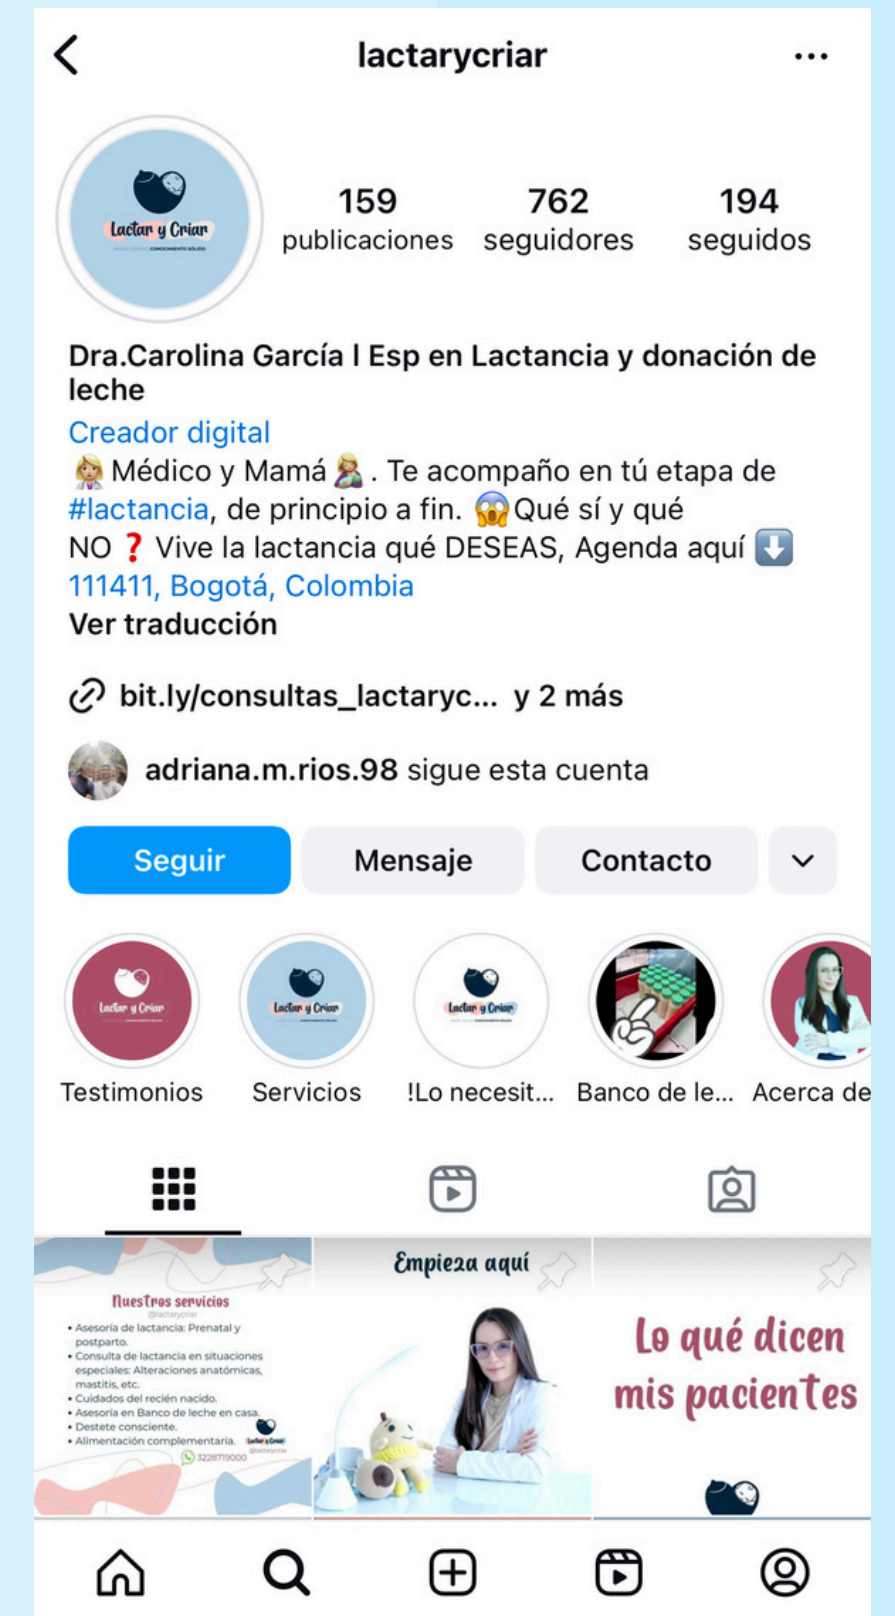 lactarycriar
Lactar y Criar
159
publicaciones
762
seguidores
194
seguidos
Dra.Carolina García l Esp en Lactancia y donación de
leche
Creador digital
Médico y Mamá . Te acompaño en tú etapa de
#lactancia, de principio a fin. Qué sí y qué
NO ❓ Vive la lactancia qué DESEAS, Agenda aquí ⬇️
111411, Bogotá, Colombia
Ver traducción
bit.ly/consultas_lactaryc... y 2 más
adriana.m.rios.98 sigue esta cuenta
Seguir
Mensaje
Contacto
Lactar y Criar
Lactar y Criar
Lactar y Criar
Testimonios
Servicios
!Lo necesit...
Banco de le...
Acerca de
Nuestros servicios
@lactarycriar
• Asesoría de lactancia: Prenatal y
postparto.
• Consulta de lactancia en situaciones
especiales: Alteraciones anatómicas,
mastitis, etc.
• Cuidados del recién nacido.
• Asesoría en Banco de leche en casa.
• Destete consciente.
• Alimentación complementaria.
Lactar y Criar
@lactarycriar
3228719000
Empieza aquí
Lo qué dicen
mis pacientes